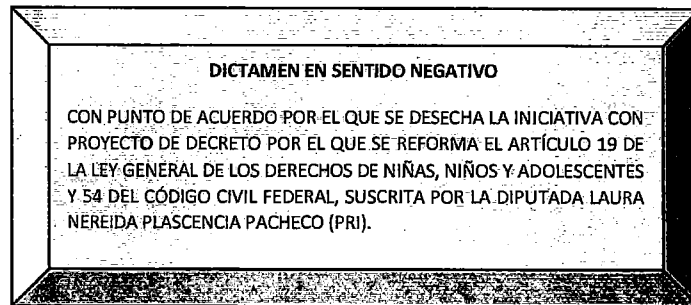 DICTAMEN EN SENTIDO NEGATIVO
CON PUNTO DE ACUERDO POR EL QUE SE DESECHA LA INICIATIVA CON
PROYECTO DE DECRETO POR EL QUE SE REFORMA EL ARTÍCULO 19 DE
LA LEY GENERAL DE LOS DERECHOS DE NIÑAS, NIÑOS Y ADOLESCENTES
Y 54 DEL CÓDIGO CIVIL FEDERAL, SUSCRITA POR LA DIPUTADA LAURA
NEREIDA PLASCENCIA PACHECO (PRI).